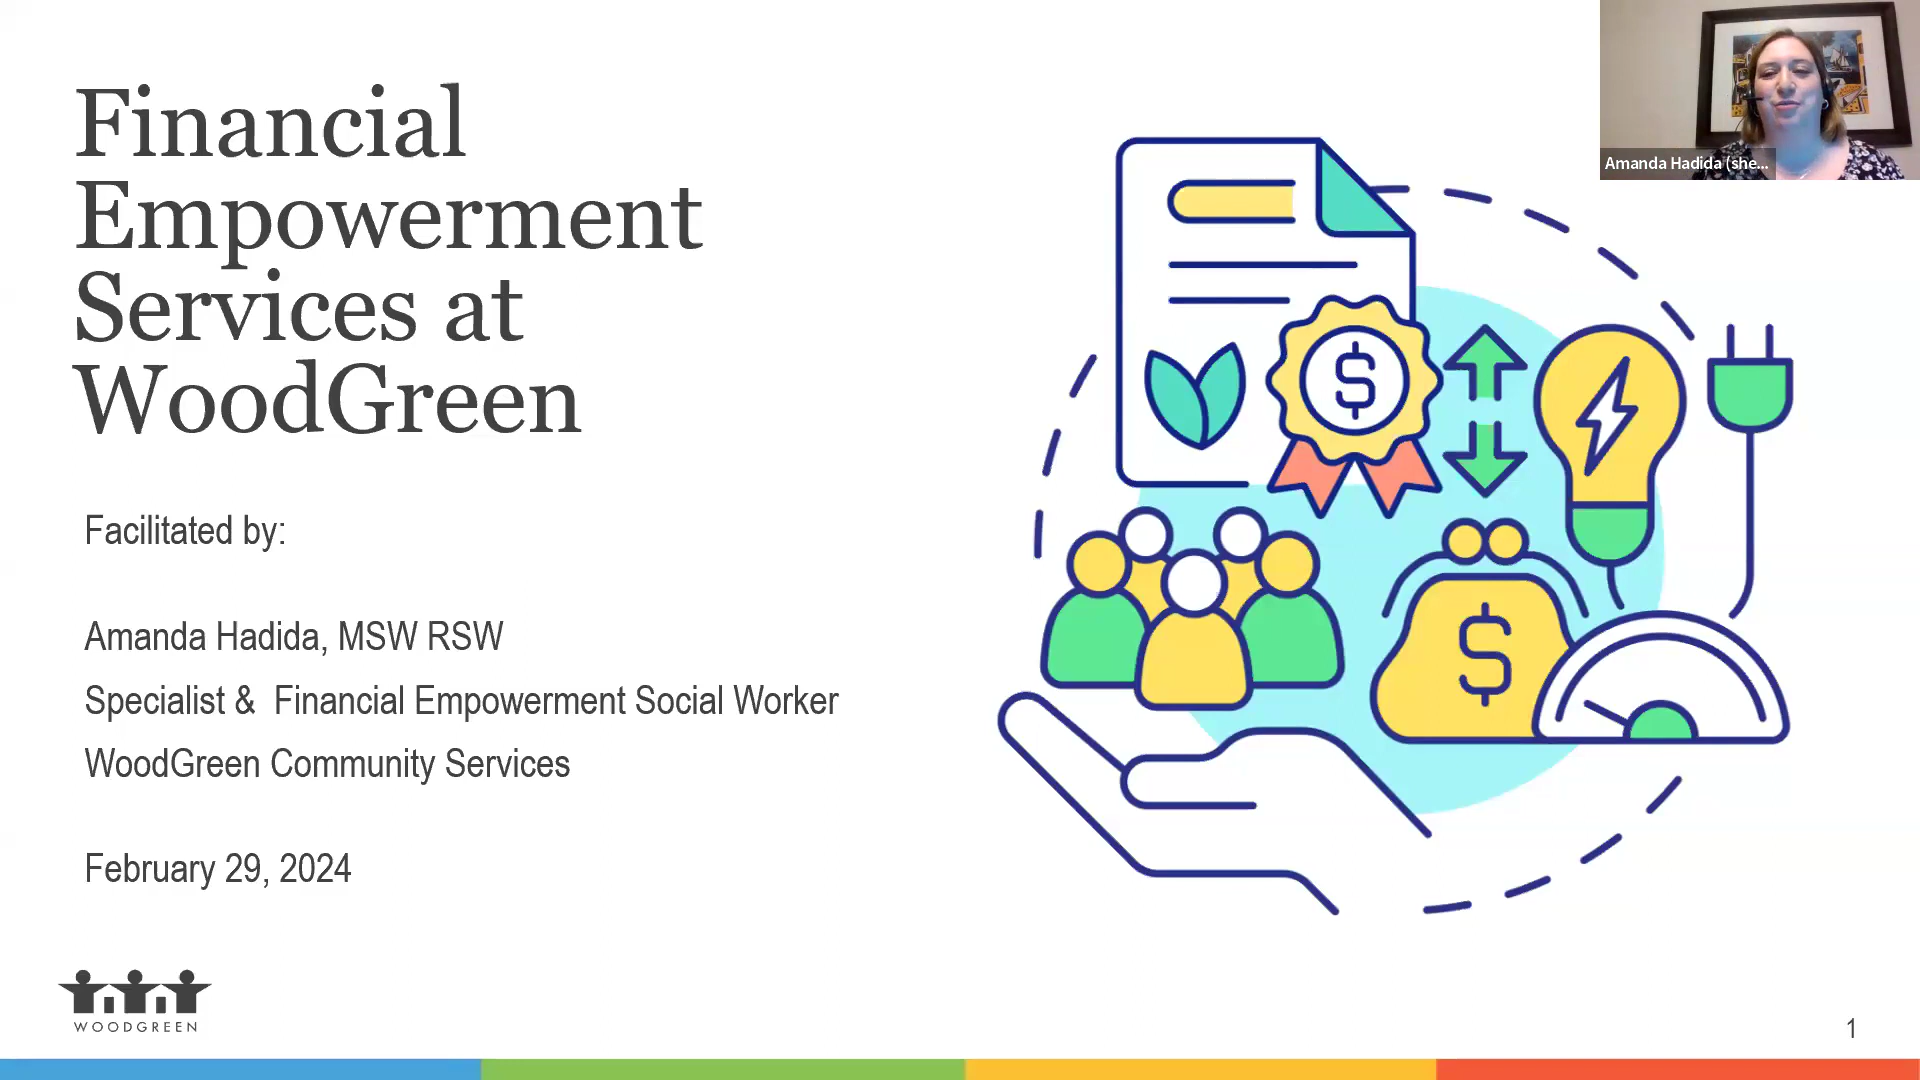 Financial
Empowerment
Services at
WoodGreen
Facilitated by:
Amanda Hadida, MSW RSW
Specialist & Financial Empowerment Social Worker
WoodGreen Community Services
February 29, 2024
WOODGREEN
Amanda Hadida (she...
$
$
1